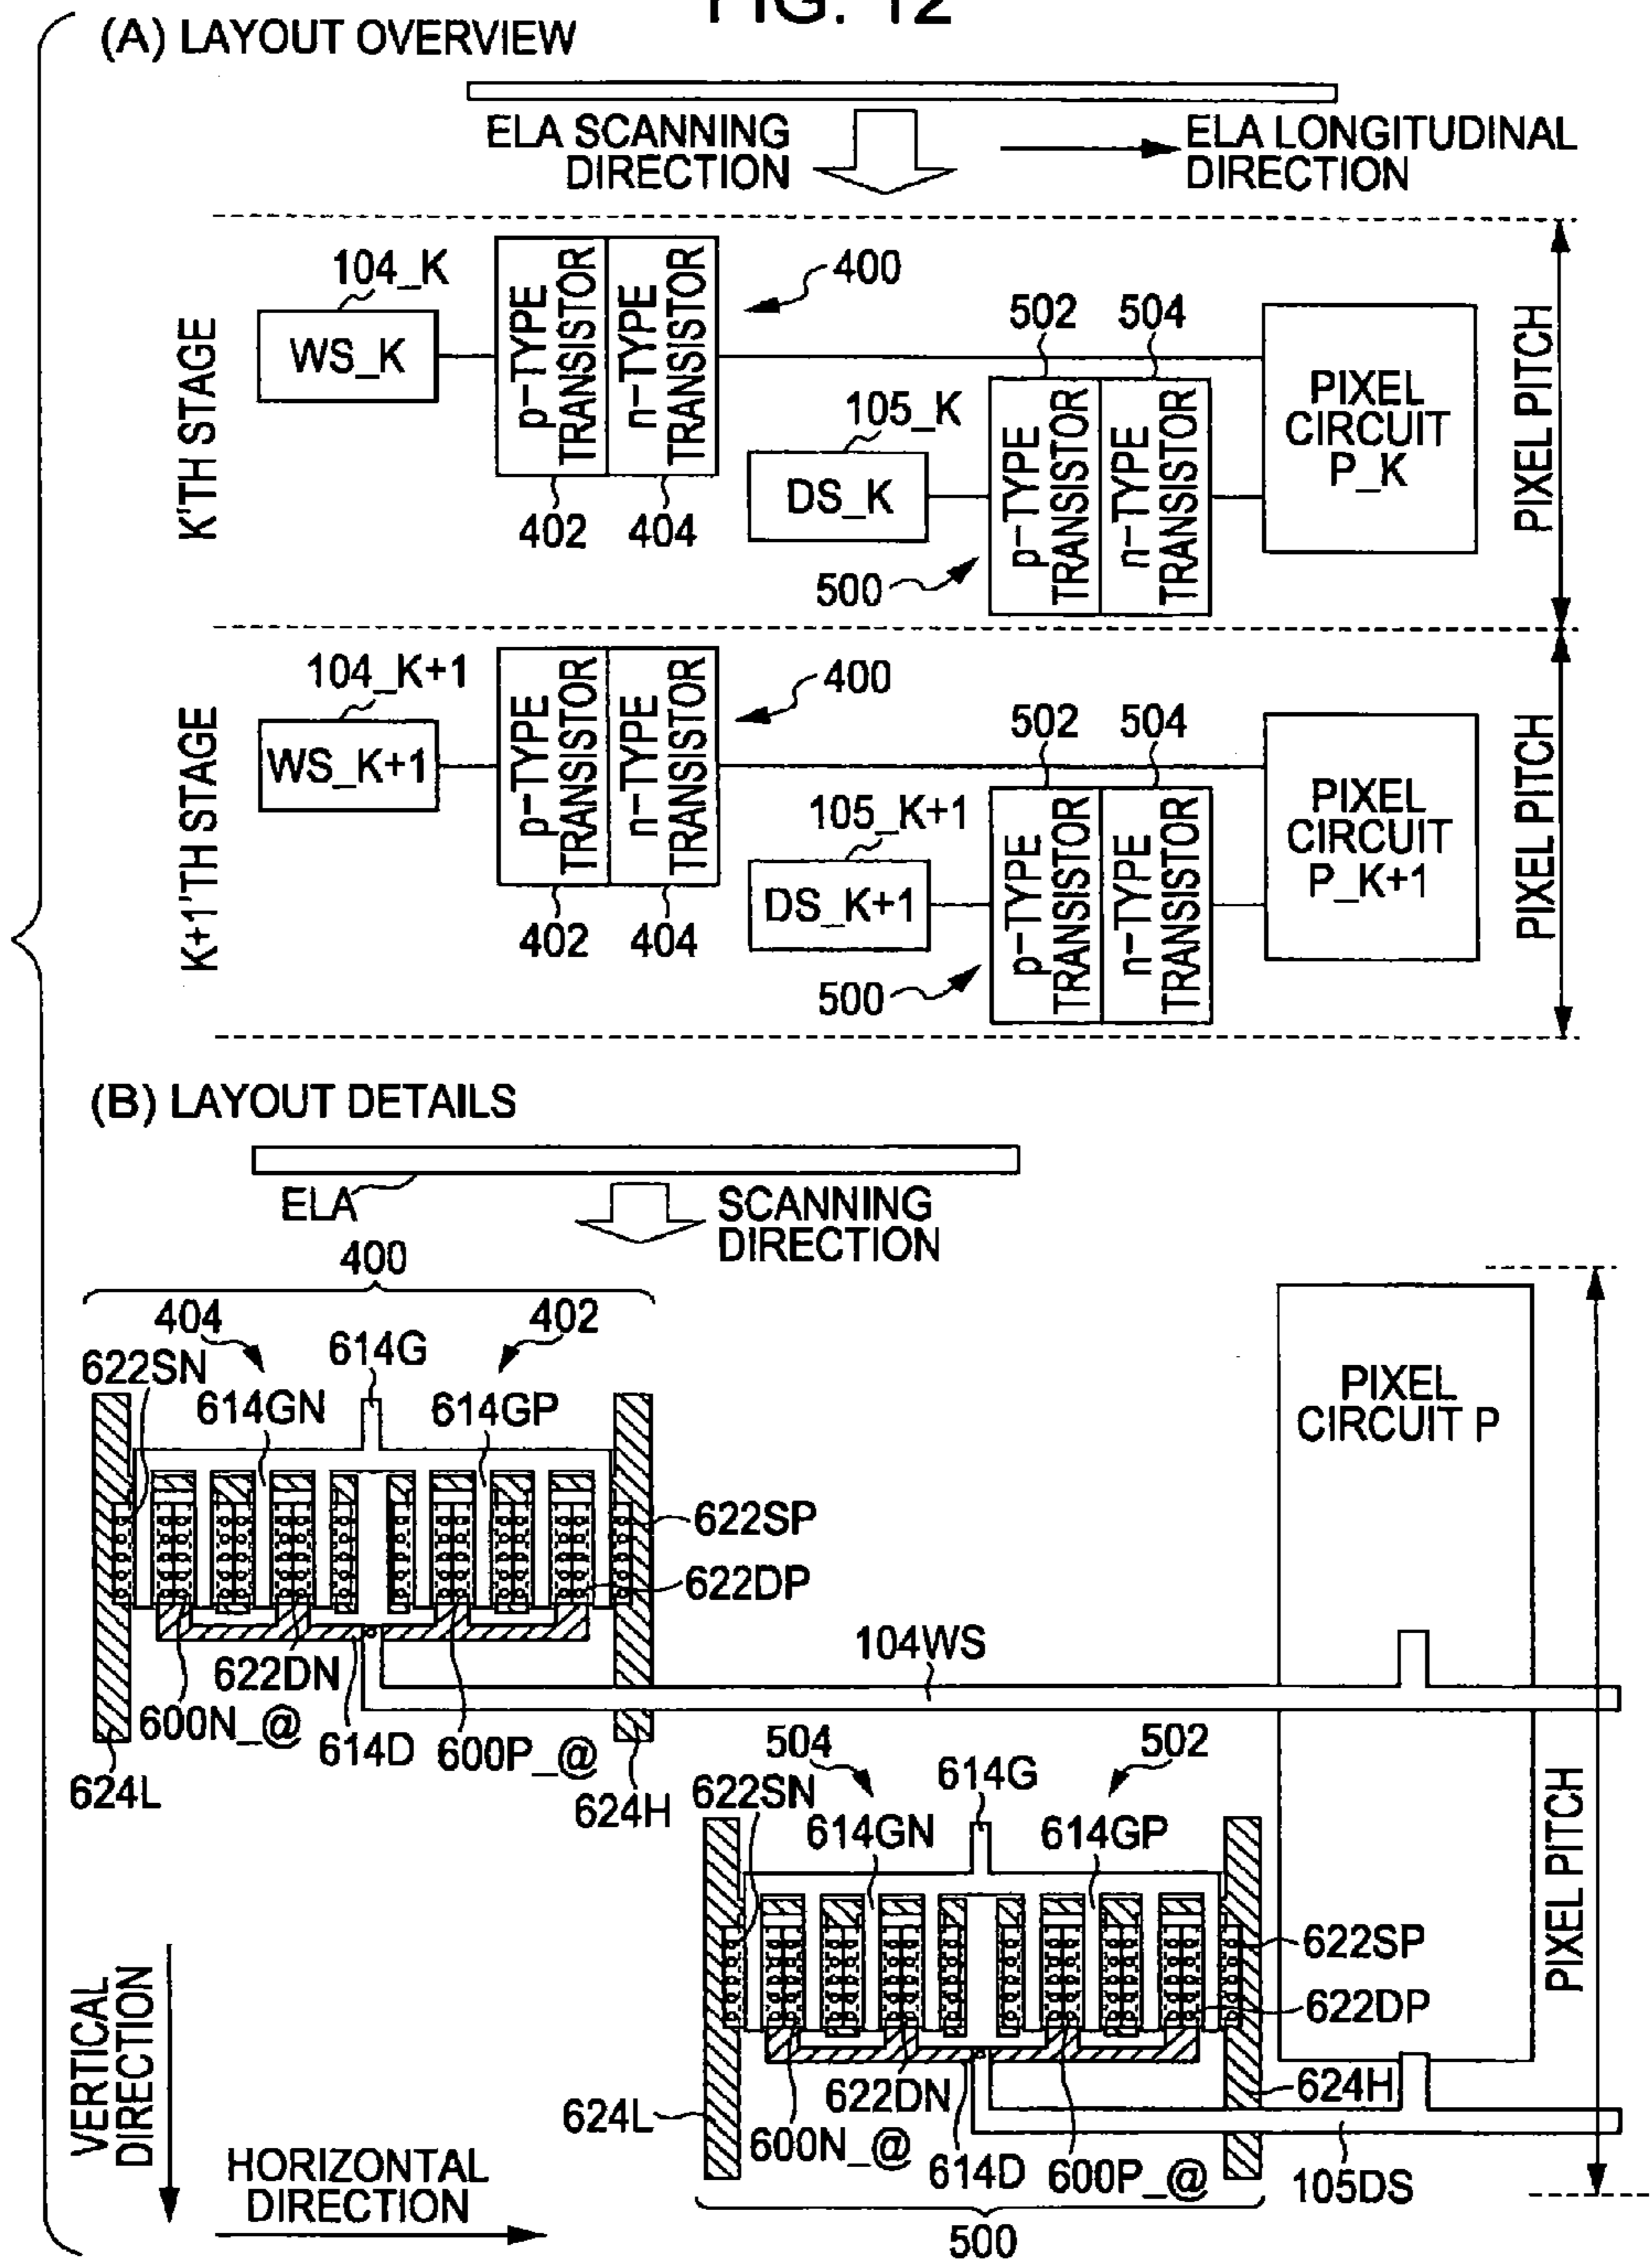 FIG. 12
(A) LAYOUT OVERVIEW
ELA SCANNING
DIRECTION
ELA LONGITUDINAL
DIRECTION
K'TH STAGE
104_K
WS_K
p-TYPE
TRANSISTOR
n-TYPE
TRANSISTOR
400
402
404
105_K
DS_K
502
504
p-TYPE
TRANSISTOR
n-TYPE
TRANSISTOR
500
PIXEL
CIRCUIT
P_K
PIXEL PITCH
K+1'TH STAGE
104_K+1
WS_K+1
p-TYPE
TRANSISTOR
n-TYPE
TRANSISTOR
400
402
404
105_K+1
DS_K+1
502
504
p-TYPE
TRANSISTOR
n-TYPE
TRANSISTOR
500
PIXEL
CIRCUIT
P_K+1
PIXEL PITCH
(B) LAYOUT DETAILS
ELA
SCANNING
DIRECTION
400
404
402
622SN
614G
614GN
614GP
622SP
622DP
622DN
600N_@
614D
600P_@
624L
624H
104WS
PIXEL
CIRCUIT P
PIXEL PITCH
504
502
622SN
614G
614GN
614GP
622SP
622DP
622DN
624L
624H
600N_@
614D
600P_@
105DS
500
VERTICAL
DIRECTION
HORIZONTAL
DIRECTION